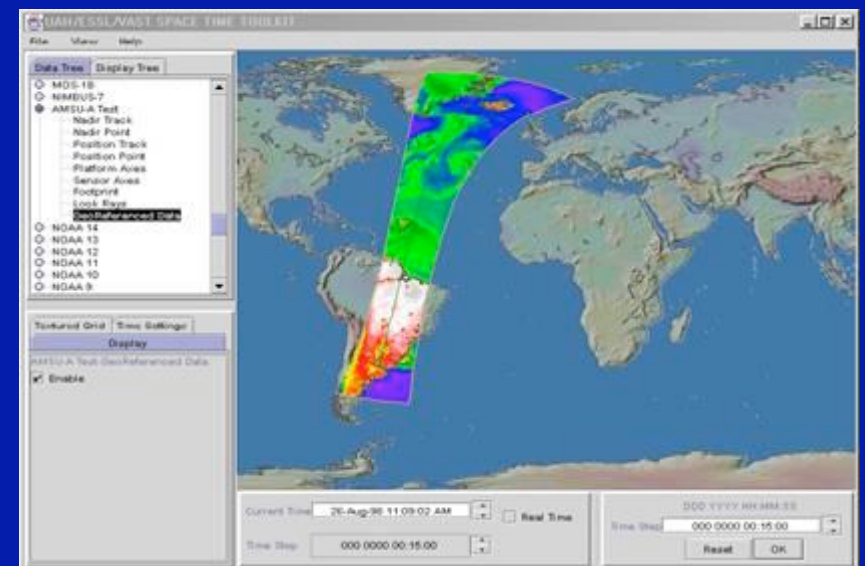 UAH/ESSL/VAST SPACE TIME TOOLKIT
File View Help
Data Tree Display Tree
MOS-1B
NIMBUS-7
AMSU-A Test
Nadir Track
Nadir Point
Position Track
Position Point
Platform Axes
Sensor Axes
Footprint
Look Rays
GeoReferenced Data
NOAA 14
NOAA 13
NOAA 12
NOAA 11
NOAA 10
NOAA 9
Textured Grid Time Settings
Display
AMSU-A Test GeoReferenced Data
Enable
Current Time 26-Aug-98 11:09:02 AM Real Time
Time Step 000 0000 00:15:00
DDD YYYY HH:MM:SS
Time Step 000 0000 00:15:00
Reset OK